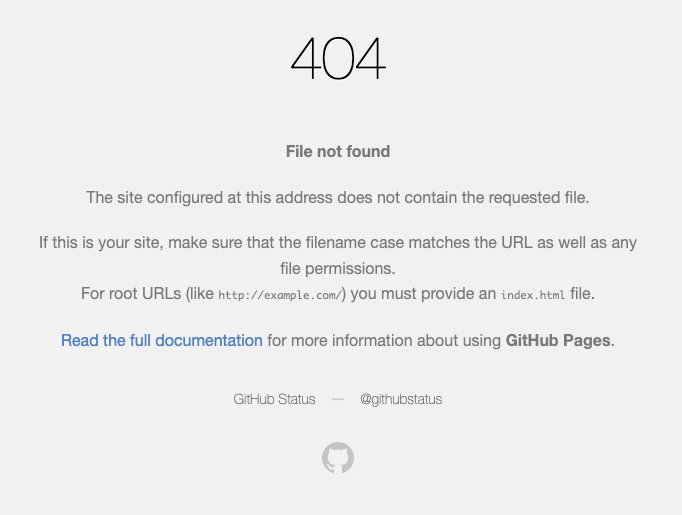 404
File not found
The site configured at this address does not contain the requested file.
If this is your site, make sure that the filename case matches the URL as well as any
file permissions.
For root URLs (like http://example.com/) you must provide an index.html file.
Read the full documentation for more information about using GitHub Pages.
GitHub Status — @githubstatus